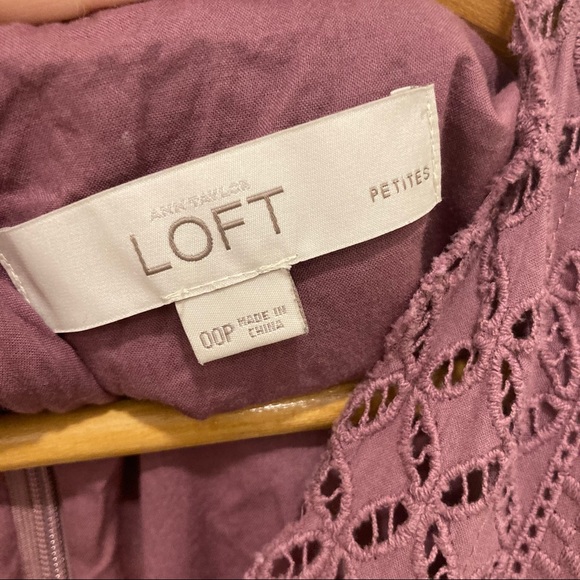 ANN TAYLOR
LOFT
PETITES
00P
MADE IN
CHINA